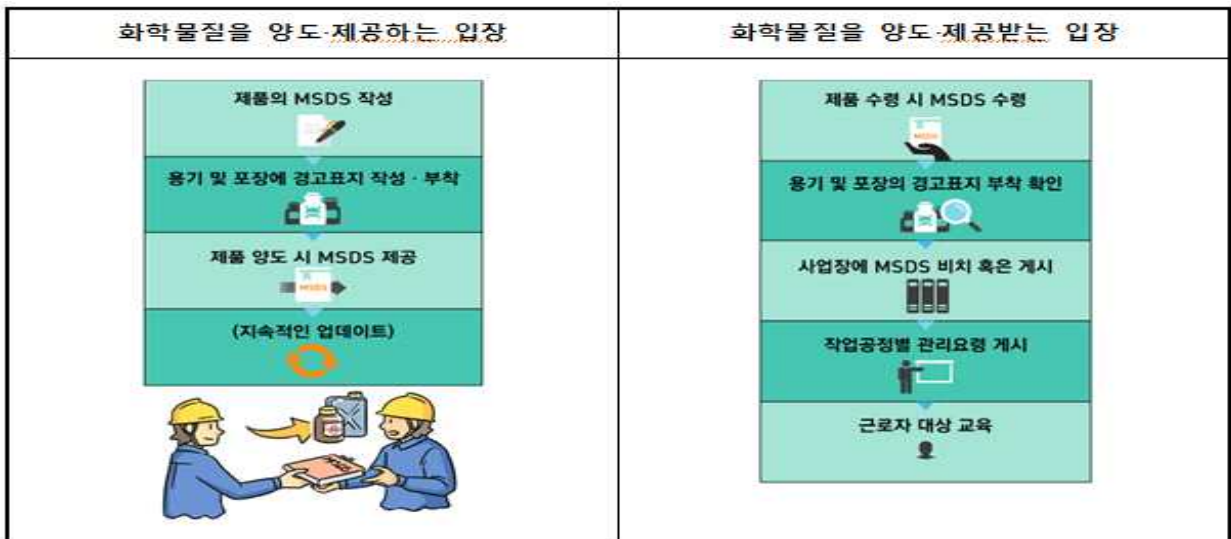 화학물질을 양도·제공하는 입장
화학물질을 양도·제공받는 입장
제품의 MSDS 작성
용기 및 포장에 경고표지 작성 · 부착
제품 양도 시 MSDS 제공
MSDS
(지속적인 업데이트)
MSDS
제품 수령 시 MSDS 수령
MSDS
용기 및 포장의 경고표지 부착 확인
사업장에 MSDS 비치 혹은 게시
작업공정별 관리요령 게시
근로자 대상 교육